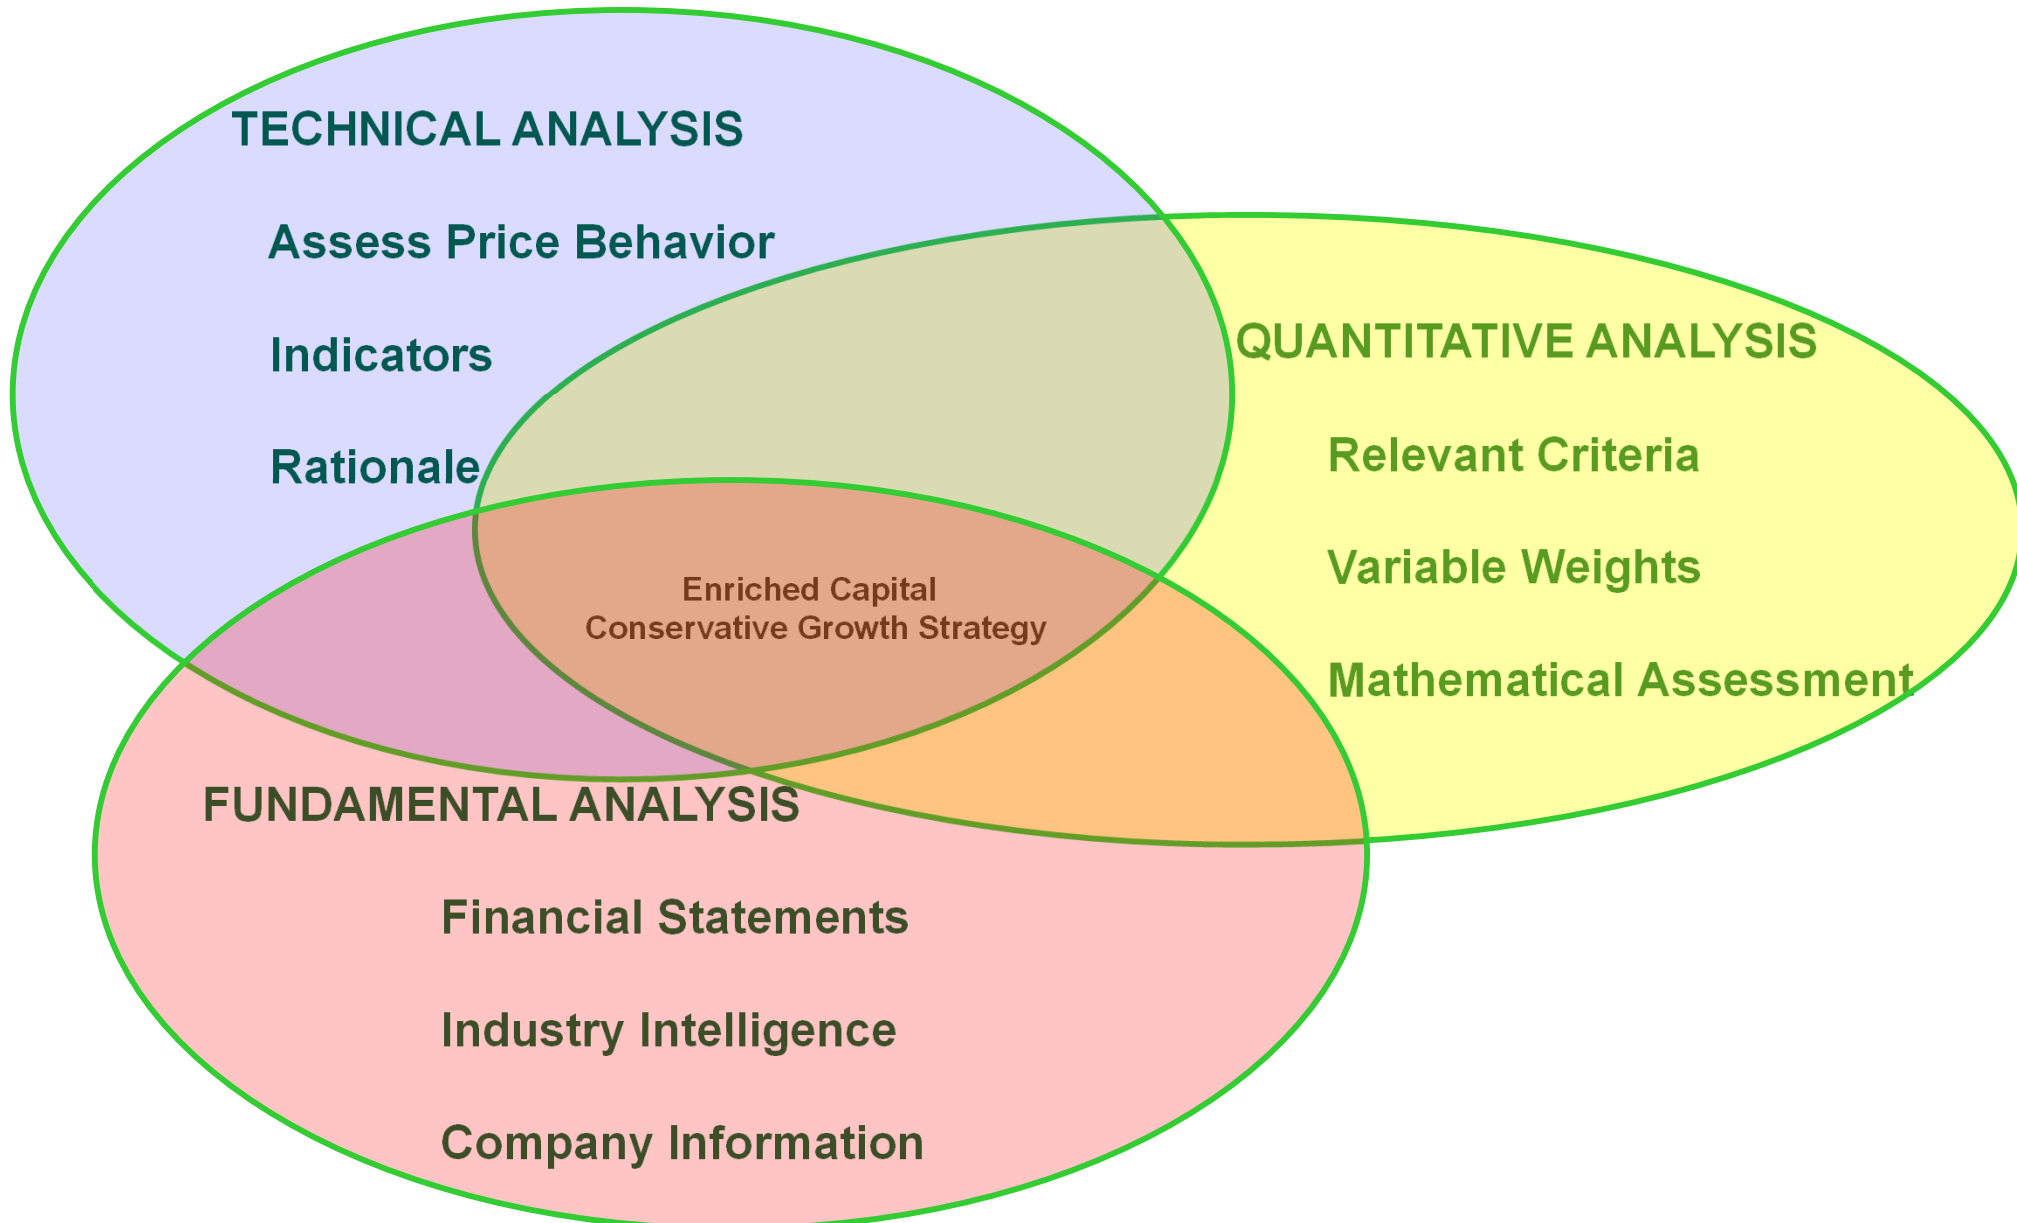 TECHNICAL ANALYSIS
Assess Price Behavior
Indicators
Rationale
QUANTITATIVE ANALYSIS
Relevant Criteria
Variable Weights
Mathematical Assessment
Enriched Capital
Conservative Growth Strategy
FUNDAMENTAL ANALYSIS
Financial Statements
Industry Intelligence
Company Information